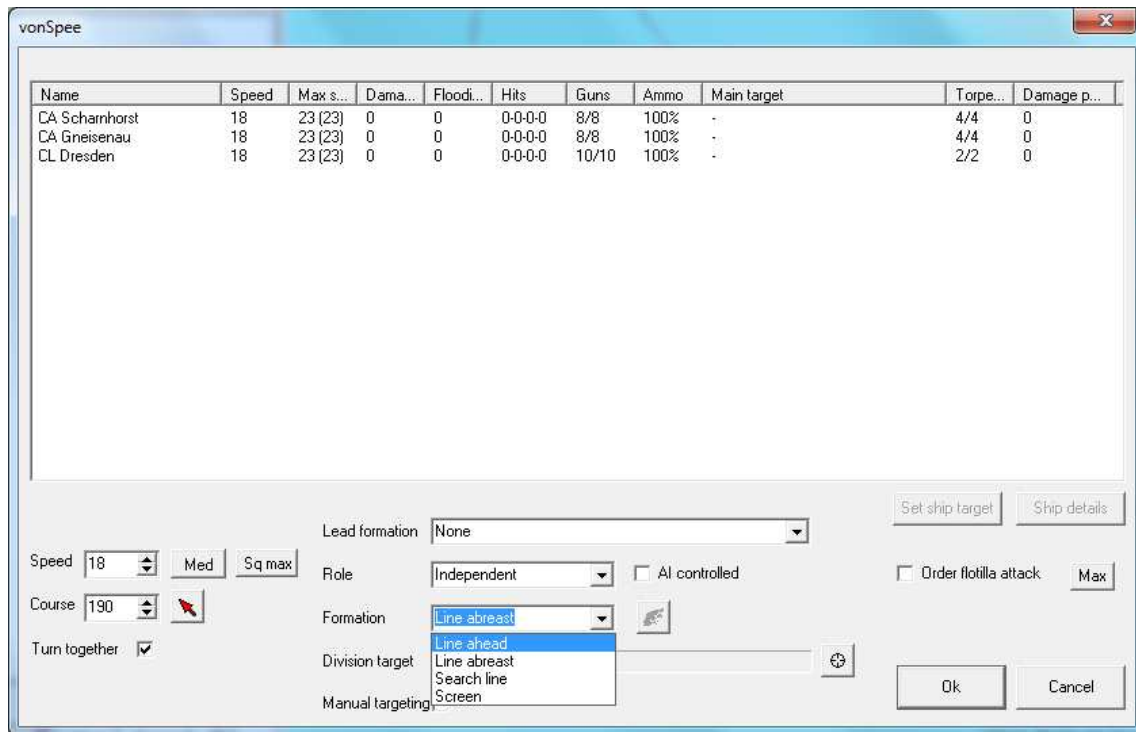 vonSpee
Name Speed Max s... Dama... Floodi... Hits Guns Ammo Main target Torpe... Damage p...
CA Scharnhorst 18 23 (23) 0 0 0-0-0-0 8/8 100% - 4/4 0
CA Gneisenau 18 23 (23) 0 0 0-0-0-0 8/8 100% - 4/4 0
CL Dresden 18 23 (23) 0 0 0-0-0-0 10/10 100% - 2/2 0
Set ship target Ship details
Lead formation None
Speed 18 Med Sq max
Role Independent AI controlled
Order flotilla attack Max
Course 190
Formation Line abreast
Turn together
Line ahead
Division target Line abreast
Search line
Manual targeting Screen
Ok Cancel